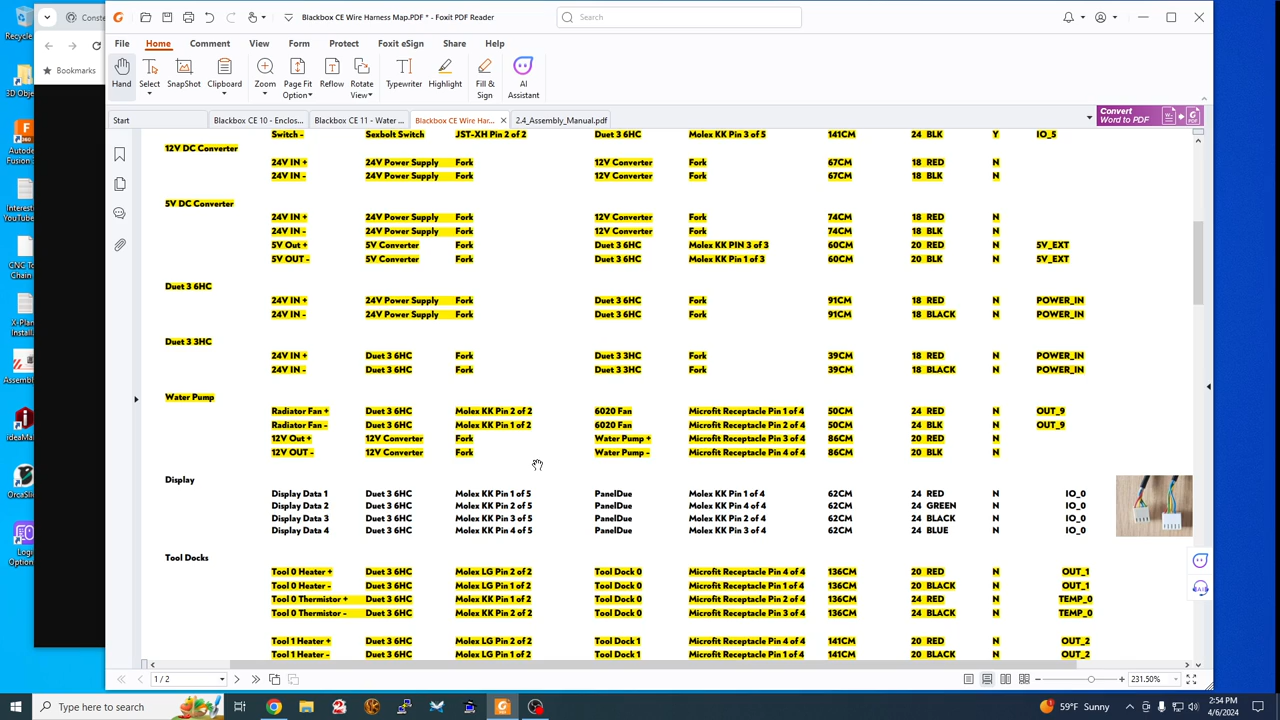 Blackbox CE Wire Harness Map.PDF * - Foxit PDF Reader
Search
File Home Comment View Form Protect Foxit eSign Share Help
Hand Select SnapShot Clipboard Zoom Page Fit Option Reflow Rotate View Typewriter Highlight Fill & Sign AI Assistant
Start Blackbox CE 10 - Enclos... Blackbox CE 11 - Water ... Blackbox CE Wire Har... 2.4_Assembly_Manual.pdf
Convert Word to PDF
Bookmarks
Switch - Sexbolt Switch JST-XH Pin 2 of 2 Duet 3 6HC Molex KK Pin 3 of 5 141CM 24 BLK Y IO_5
12V DC Converter
24V IN + 24V Power Supply Fork 12V Converter Fork 67CM 18 RED N
24V IN - 24V Power Supply Fork 12V Converter Fork 67CM 18 BLK N
5V DC Converter
24V IN + 24V Power Supply Fork 12V Converter Fork 74CM 18 RED N
24V IN - 24V Power Supply Fork 12V Converter Fork 74CM 18 BLK N
5V Out + 5V Converter Fork Duet 3 6HC Molex KK PIN 3 of 3 60CM 20 RED N 5V_EXT
5V OUT - 5V Converter Fork Duet 3 6HC Molex KK Pin 1 of 3 60CM 20 BLK N 5V_EXT
Duet 3 6HC
24V IN + 24V Power Supply Fork Duet 3 6HC Fork 91CM 18 RED N POWER_IN
24V IN - 24V Power Supply Fork Duet 3 6HC Fork 91CM 18 BLACK N POWER_IN
Duet 3 3HC
24V IN + Duet 3 6HC Fork Duet 3 3HC Fork 39CM 18 RED N POWER_IN
24V IN - Duet 3 6HC Fork Duet 3 3HC Fork 39CM 18 BLACK N POWER_IN
Water Pump
Radiator Fan + Duet 3 6HC Molex KK Pin 2 of 2 6020 Fan Microfit Receptacle Pin 1 of 4 50CM 24 RED N OUT_9
Radiator Fan - Duet 3 6HC Molex KK Pin 1 of 2 6020 Fan Microfit Receptacle Pin 2 of 4 50CM 24 BLK N OUT_9
12V Out + 12V Converter Fork Water Pump + Microfit Receptacle Pin 3 of 4 86CM 20 RED N
12V OUT - 12V Converter Fork Water Pump - Microfit Receptacle Pin 4 of 4 86CM 20 BLK N
Display
Display Data 1 Duet 3 6HC Molex KK Pin 1 of 5 PanelDue Molex KK Pin 1 of 4 62CM 24 RED N IO_0
Display Data 2 Duet 3 6HC Molex KK Pin 2 of 5 PanelDue Molex KK Pin 4 of 4 62CM 24 GREEN N IO_0
Display Data 3 Duet 3 6HC Molex KK Pin 3 of 5 PanelDue Molex KK Pin 2 of 4 62CM 24 BLACK N IO_0
Display Data 4 Duet 3 6HC Molex KK Pin 4 of 5 PanelDue Molex KK Pin 3 of 4 62CM 24 BLUE N IO_0
Tool Docks
Tool 0 Heater + Duet 3 6HC Molex LG Pin 2 of 2 Tool Dock 0 Microfit Receptacle Pin 4 of 4 136CM 20 RED N OUT_1
Tool 0 Heater - Duet 3 6HC Molex LG Pin 1 of 2 Tool Dock 0 Microfit Receptacle Pin 1 of 4 136CM 20 BLACK N OUT_1
Tool 0 Thermistor + Duet 3 6HC Molex KK Pin 1 of 2 Tool Dock 0 Microfit Receptacle Pin 2 of 4 136CM 24 RED N TEMP_0
Tool 0 Thermistor - Duet 3 6HC Molex KK Pin 2 of 2 Tool Dock 0 Microfit Receptacle Pin 3 of 4 136CM 24 BLACK N TEMP_0
Tool 1 Heater + Duet 3 6HC Molex LG Pin 2 of 2 Tool Dock 1 Microfit Receptacle Pin 4 of 4 141CM 20 RED N OUT_2
Tool 1 Heater - Duet 3 6HC Molex LG Pin 1 of 2 Tool Dock 1 Microfit Receptacle Pin 1 of 4 141CM 20 BLACK N OUT_2
1 / 2
231.50%
Type here to search
59°F Sunny
2:54 PM
4/6/2024